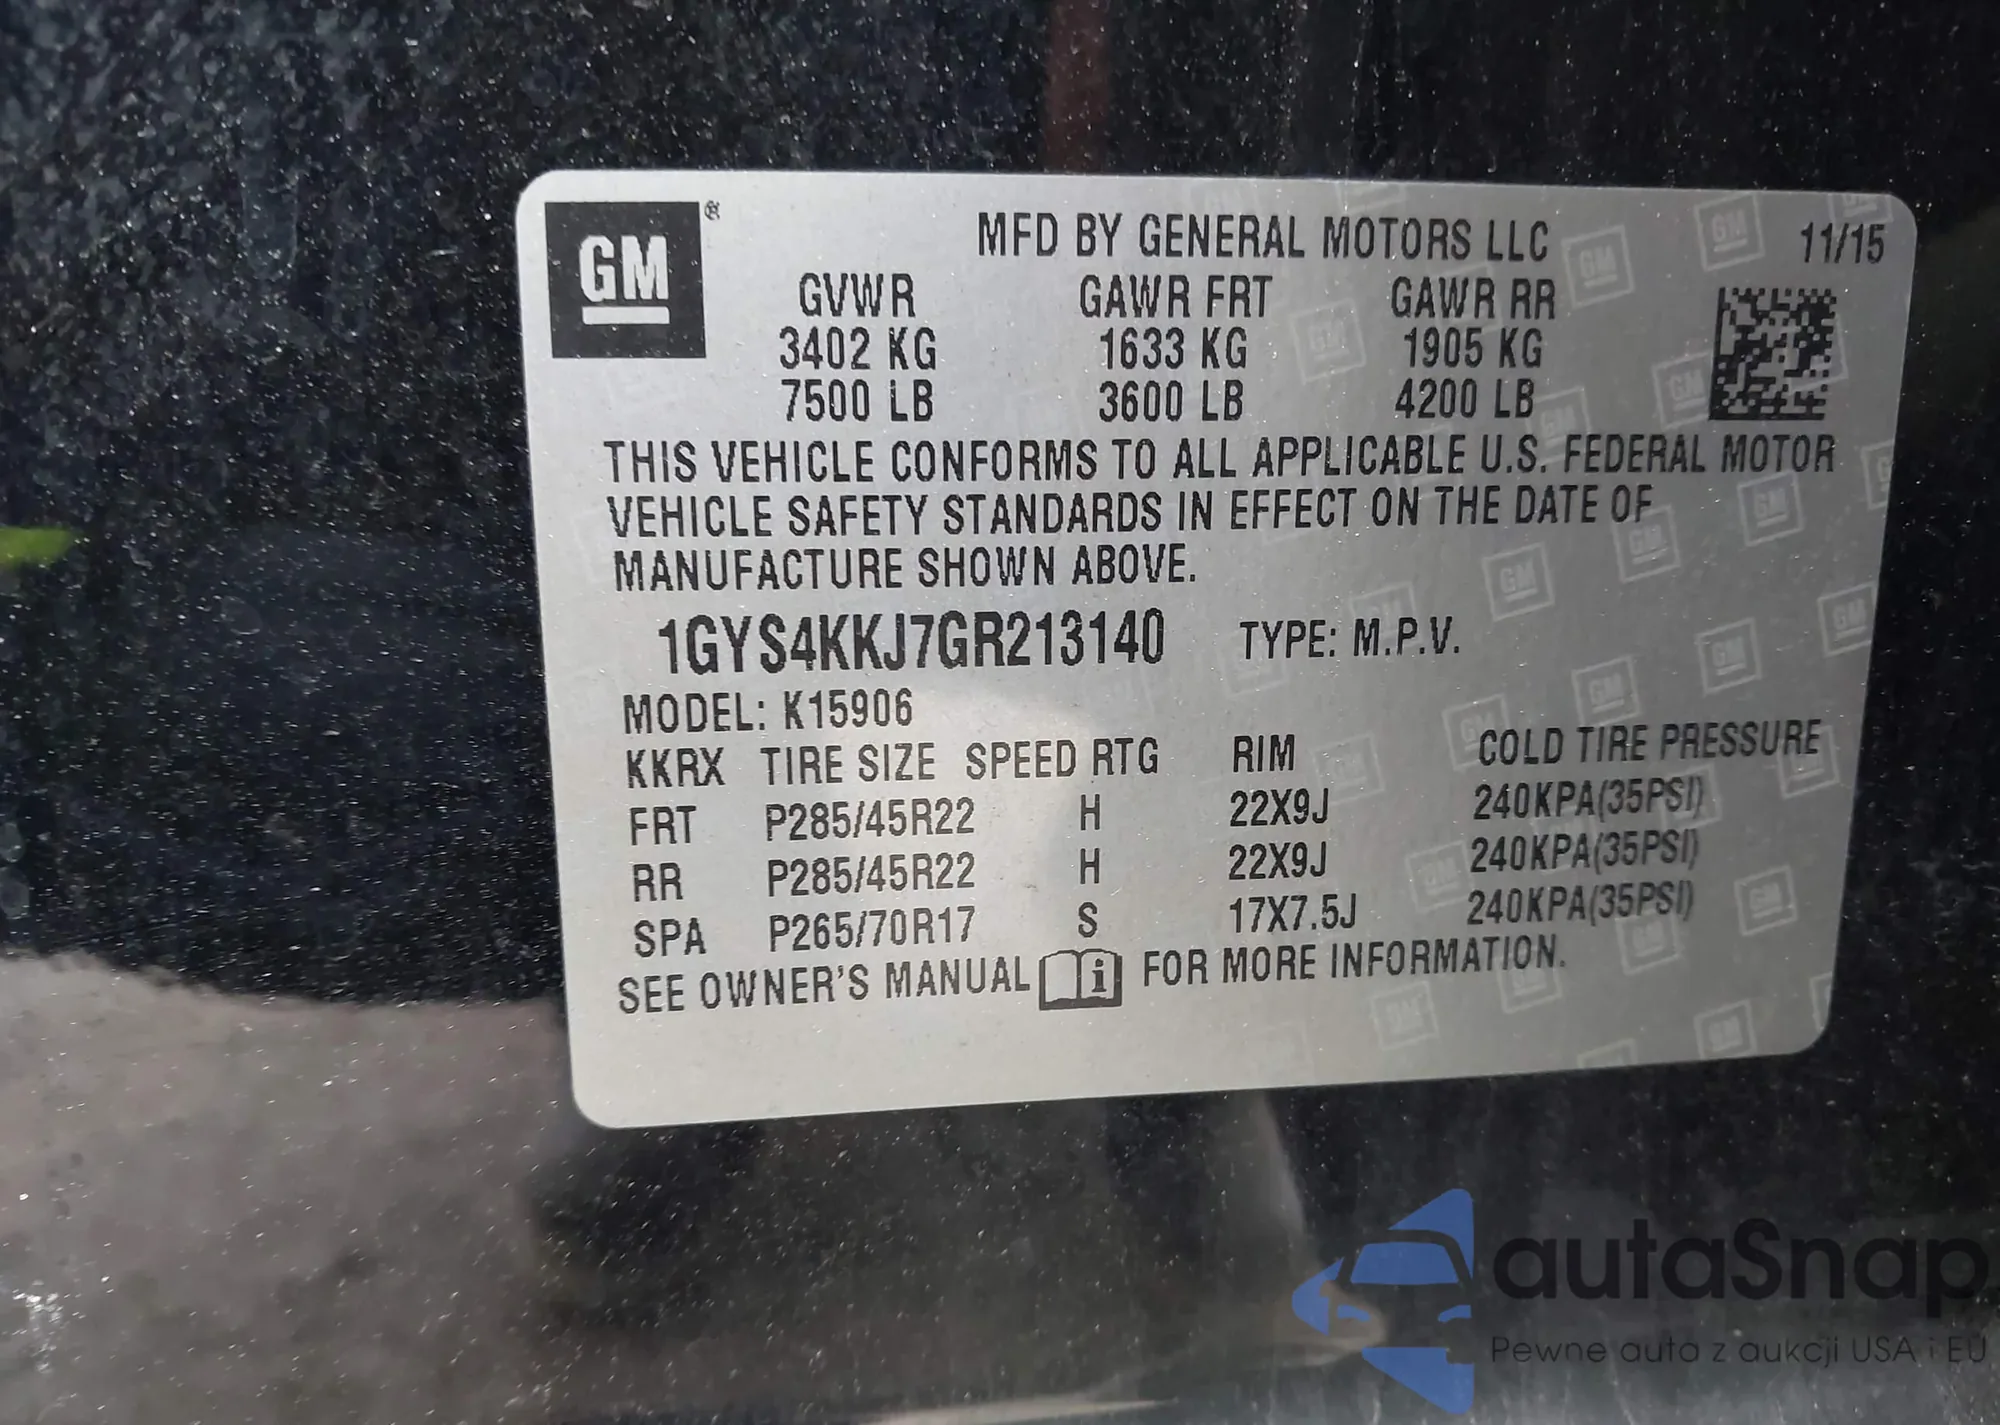 GM ® MFD BY GENERAL MOTORS LLC 11/15
GVWR GAWR FRT GAWR RR
3402 KG 1633 KG 1905 KG
7500 LB 3600 LB 4200 LB
THIS VEHICLE CONFORMS TO ALL APPLICABLE U.S. FEDERAL MOTOR
VEHICLE SAFETY STANDARDS IN EFFECT ON THE DATE OF
MANUFACTURE SHOWN ABOVE.
1GYS4KKJ7GR213140 TYPE: M.P.V.
MODEL: K15906
KKRX TIRE SIZE SPEED RTG RIM COLD TIRE PRESSURE
FRT P285/45R22 H 22X9J 240KPA(35PSI)
RR P285/45R22 H 22X9J 240KPA(35PSI)
SPA P265/70R17 S 17X7.5J 240KPA(35PSI)
SEE OWNER'S MANUAL i FOR MORE INFORMATION.
autaSnap
Pewne auta z aukcji USA i EU